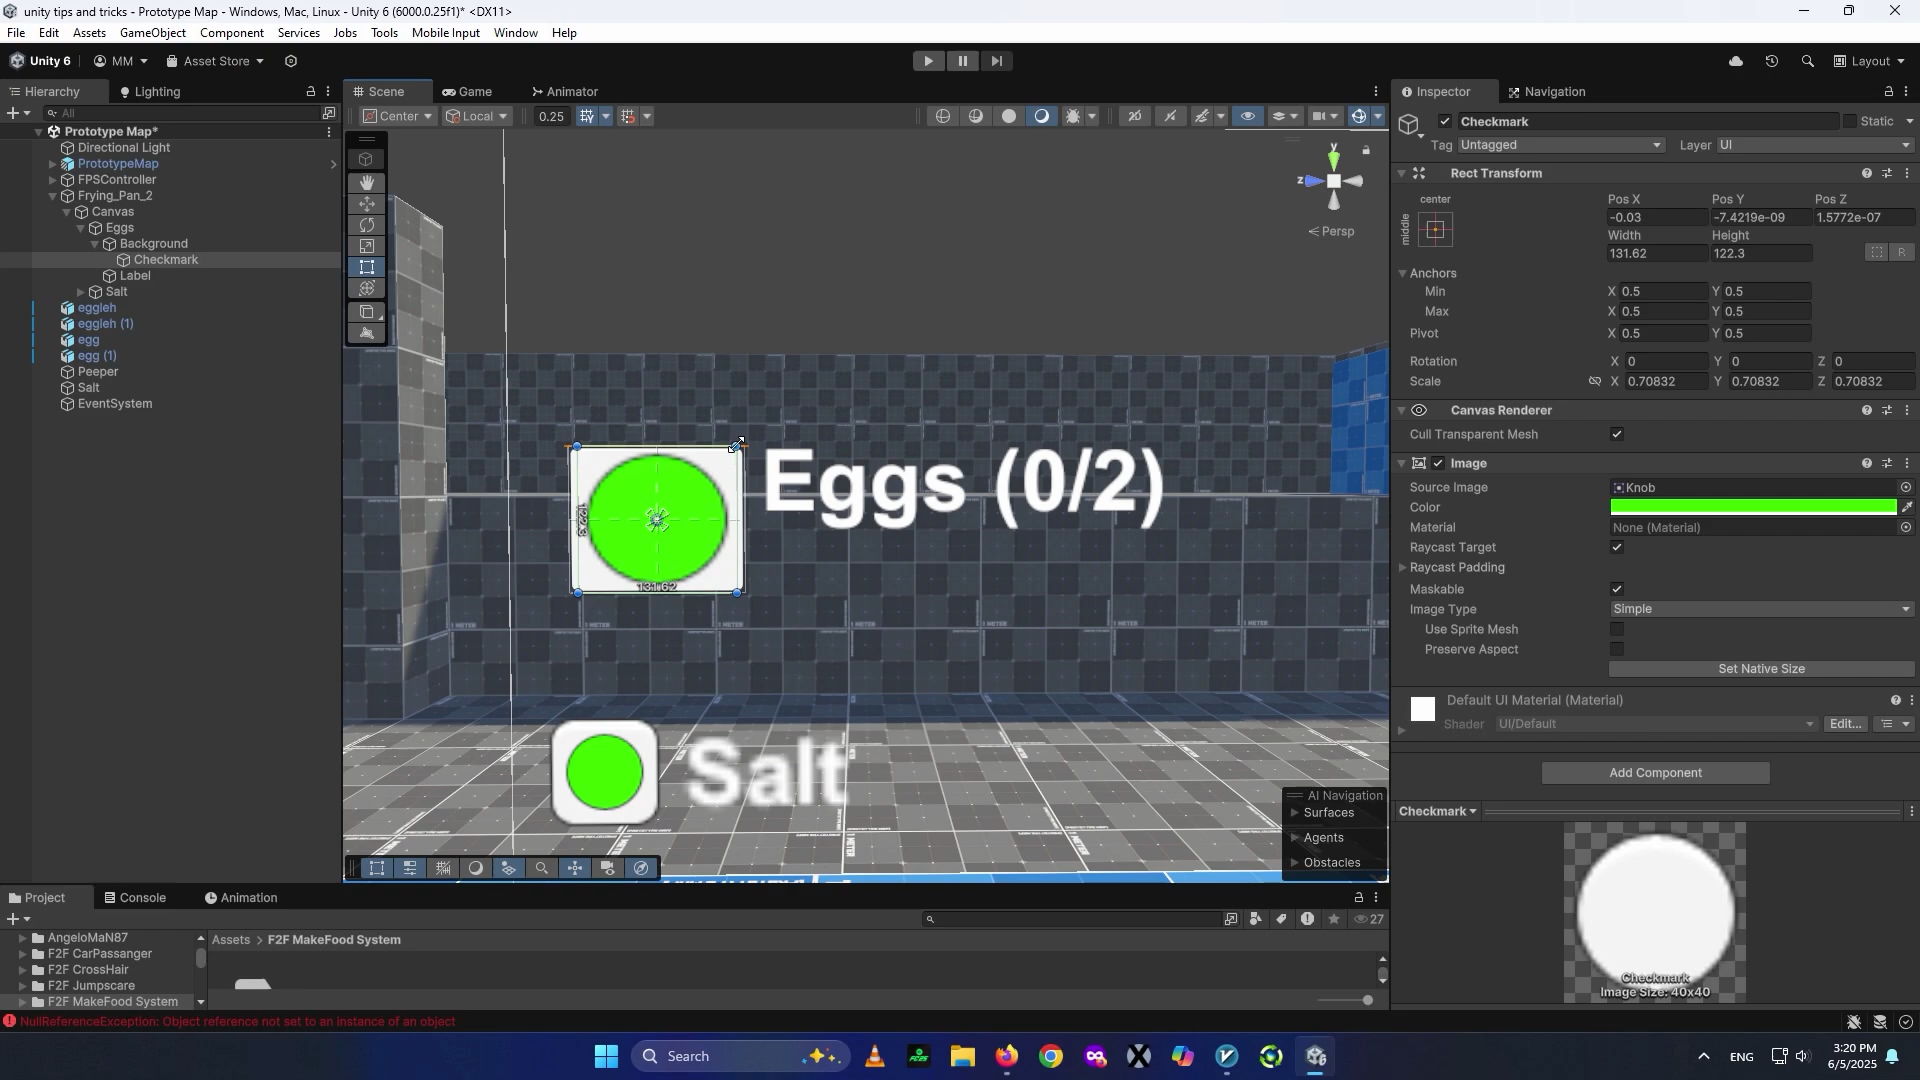 unity tips and tricks - Prototype Map - Windows, Mac, Linux - Unity 6 (6000.0.25f1)* <DX11>
File Edit Assets GameObject Component Services Jobs Tools Mobile Input Window Help
Unity 6 MM Asset Store Layout
Hierarchy Lighting Scene Game Animator Inspector Navigation
All Center Local 0.25 2D Checkmark Static
Prototype Map* Tag Untagged Layer UI
Directional Light
PrototypeMap
FPSController
Frying_Pan_2
Canvas
Eggs
Background
Checkmark
Label
Salt
eggleh
eggleh (1)
egg
egg (1)
Peeper
Salt
EventSystem
y
z
Persp
Eggs (0/2)
122.3
131.62
Salt
1 METER
AI Navigation
Surfaces
Agents
Obstacles
Rect Transform
center Pos X Pos Y Pos Z
middle -0.03 -7.4219e-09 1.5772e-07
Width Height
131.62 122.3 R
Anchors
Min X 0.5 Y 0.5
Max X 0.5 Y 0.5
Pivot X 0.5 Y 0.5
Rotation X 0 Y 0 Z 0
Scale X 0.70832 Y 0.70832 Z 0.70832
Canvas Renderer
Cull Transparent Mesh
Image
Source Image Knob
Color
Material None (Material)
Raycast Target
Raycast Padding
Maskable
Image Type Simple
Use Sprite Mesh
Preserve Aspect
Set Native Size
Default UI Material (Material)
Shader UI/Default Edit...
Add Component
Checkmark
Checkmark
Image Size: 40x40
Project Console Animation
27
AngeloMaN87
F2F CarPassanger
F2F CrossHair
F2F Jumpscare
F2F MakeFood System
Assets > F2F MakeFood System
NullReferenceException: Object reference not set to an instance of an object
Search
ENG
3:20 PM
6/5/2025